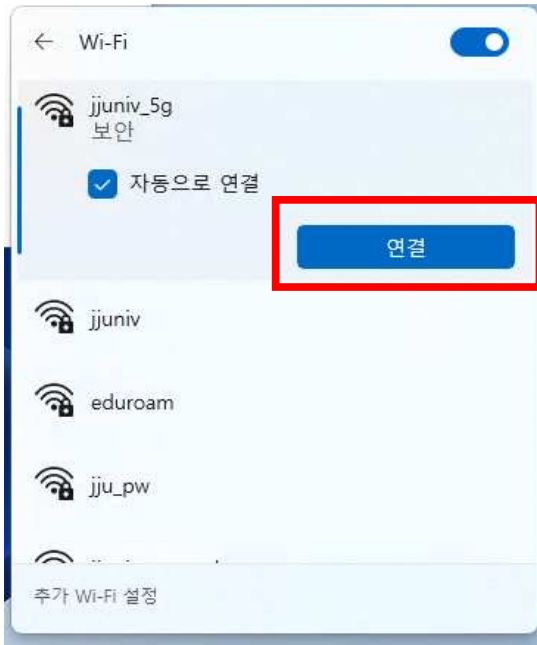 Wi-Fi
jjuniv_5g
보안
자동으로 연결
연결
jjuniv
eduroam
jju_pw
추가 Wi-Fi 설정